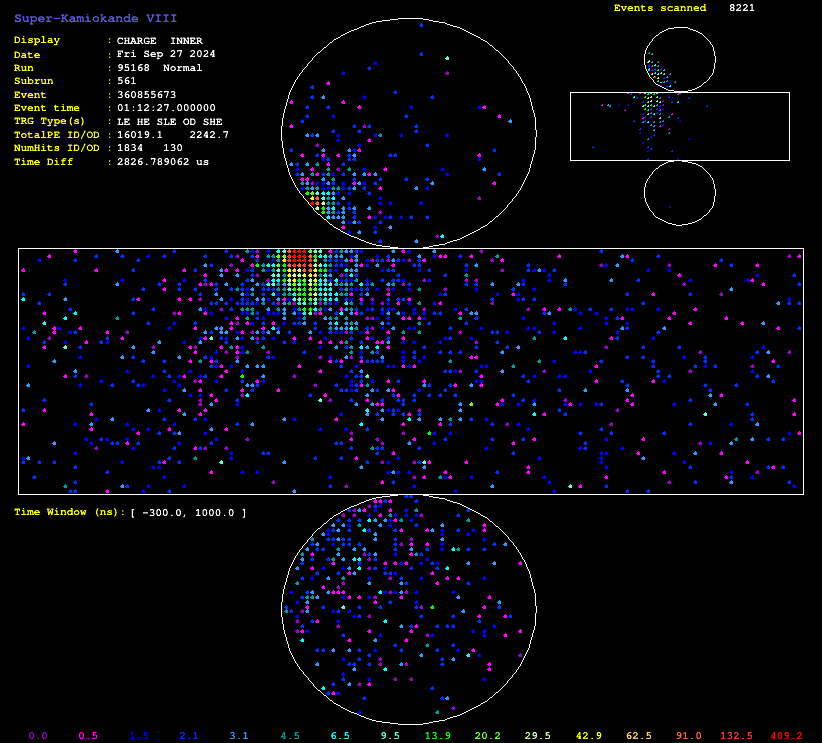 Super-Kamiokande VIII
Events scanned 8221
Display : CHARGE INNER
Date : Fri Sep 27 2024
Run : 95168 Normal
Subrun : 561
Event : 360855673
Event time : 01:12:27.000000
TRG Type(s) : LE HE SLE OD SHE
TotalPE ID/OD : 16019.1 2242.7
NumHits ID/OD : 1834 130
Time Diff : 2826.789062 us
Time Window (ns): [ -300.0, 1000.0 ]
0.0 0.5 1.5 2.1 3.1 4.5 6.5 9.5 13.9 20.2 29.5 42.9 62.5 91.0 132.5 409.2